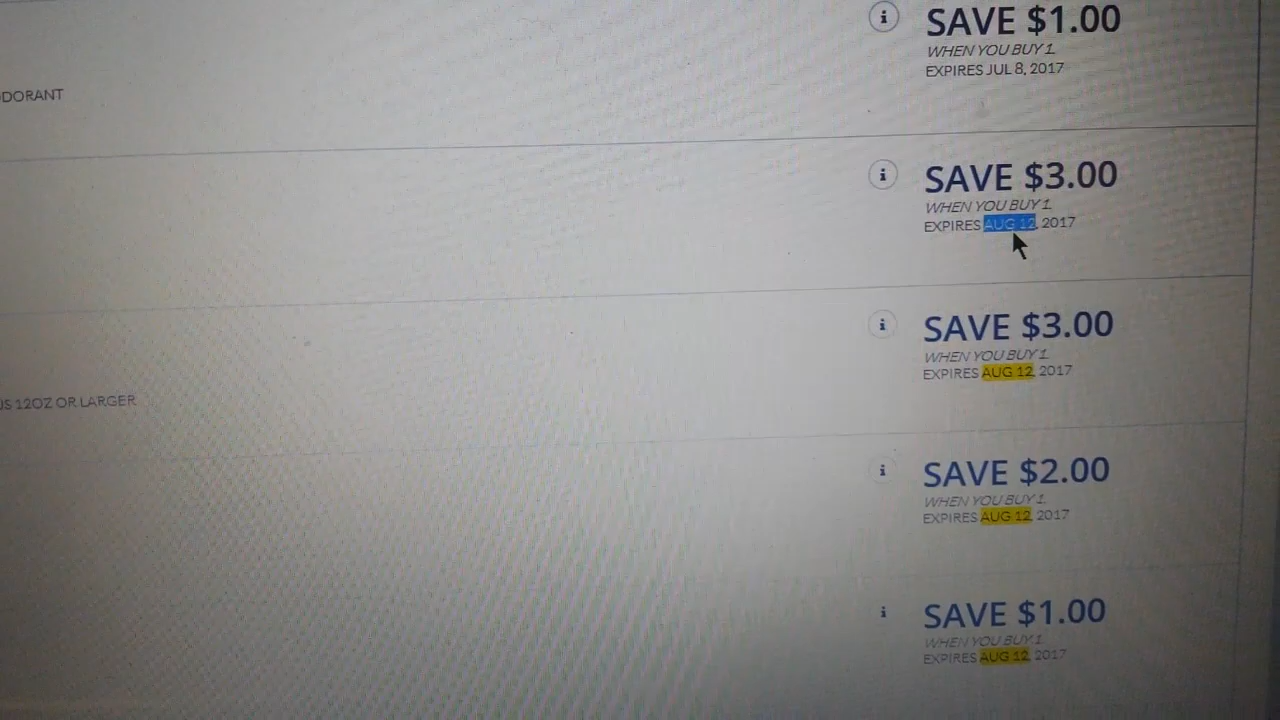 i SAVE $1.00
WHEN YOU BUY 1
EXPIRES JUL 8, 2017
DORANT
i SAVE $3.00
WHEN YOU BUY 1
EXPIRES AUG 12, 2017
i SAVE $3.00
WHEN YOU BUY 1
EXPIRES AUG 12, 2017
US 12OZ OR LARGER
i SAVE $2.00
WHEN YOU BUY 1
EXPIRES AUG 12, 2017
i SAVE $1.00
WHEN YOU BUY 1
EXPIRES AUG 12, 2017